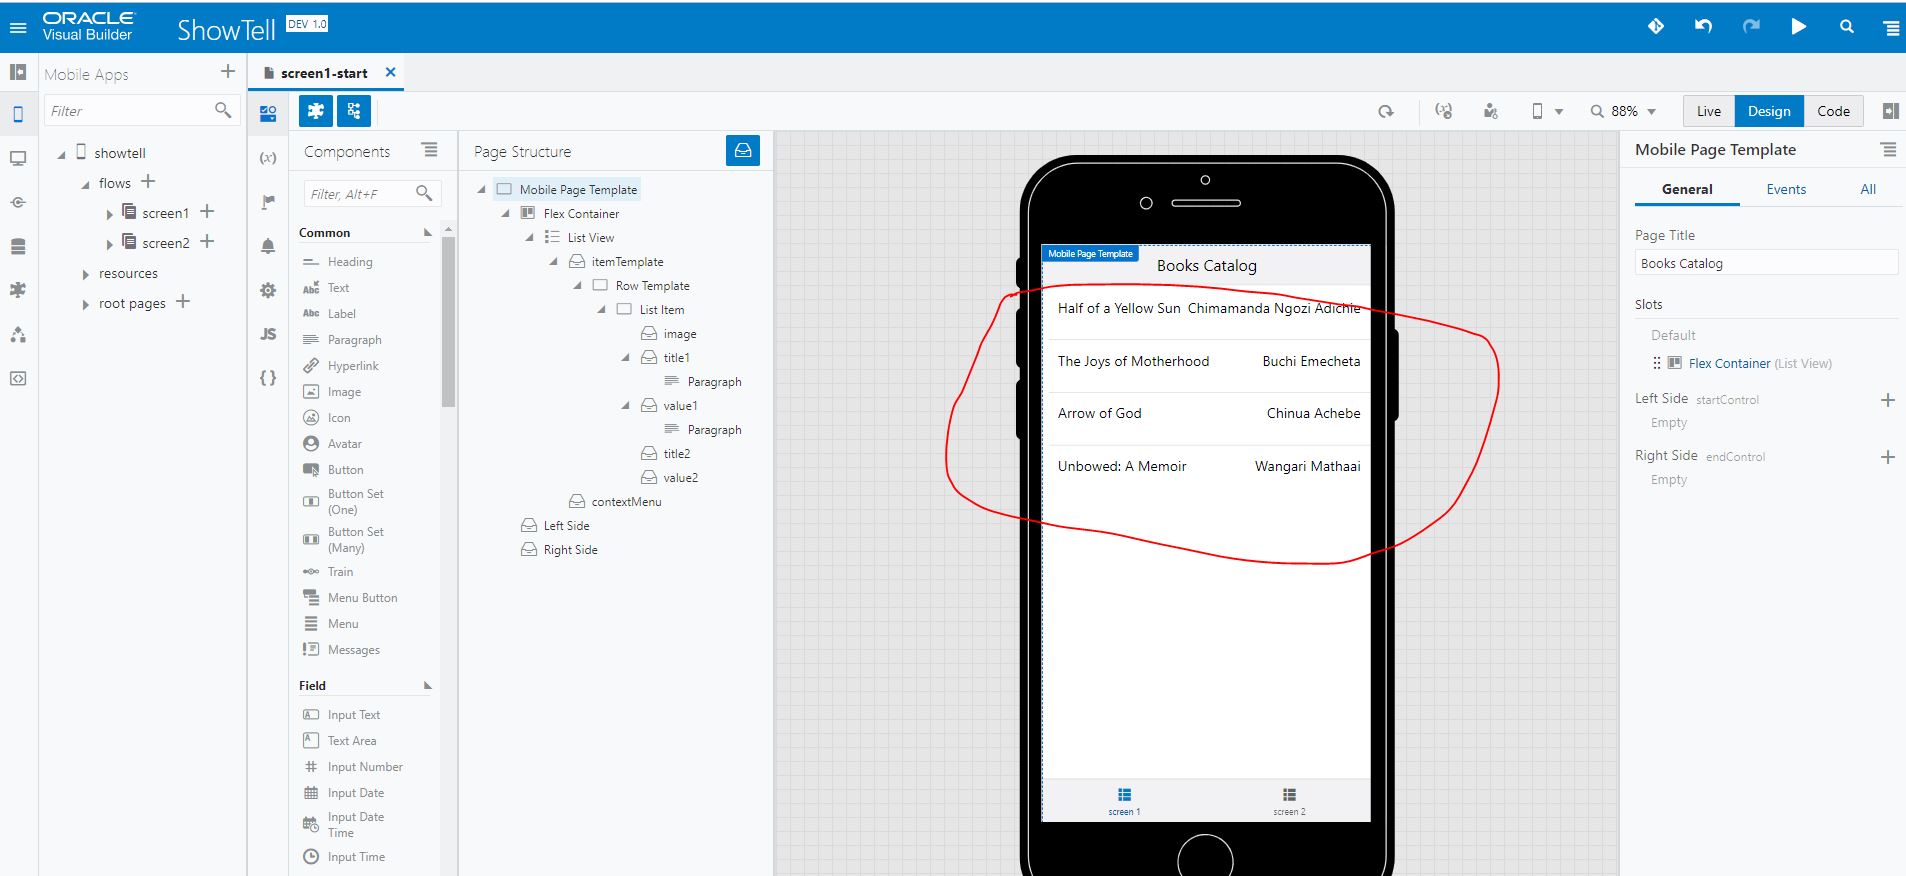 ORACLE
Visual Builder
ShowTell
DEV 1.0
Mobile Apps
screen1-start
Filter
88%
Live
Design
Code
showtell
flows
screen1
screen2
resources
root pages
(x)
JS
{ }
Components
Filter, Alt+F
Common
Heading
Abc Text
Abc Label
Paragraph
Hyperlink
Image
Icon
Avatar
Button
Button Set
(One)
Button Set
(Many)
Train
Menu Button
Menu
Messages
Field
Input Text
Text Area
Input Number
Input Date
Input Date
Time
Input Time
Page Structure
Mobile Page Template
Flex Container
List View
itemTemplate
Row Template
List Item
image
title1
Paragraph
value1
Paragraph
title2
value2
contextMenu
Left Side
Right Side
Mobile Page Template
Books Catalog
Half of a Yellow Sun Chimamanda Ngozi Adichie
The Joys of Motherhood Buchi Emecheta
Arrow of God Chinua Achebe
Unbowed: A Memoir Wangari Mathaai
screen 1
screen 2
Mobile Page Template
General
Events
All
Page Title
Books Catalog
Slots
Default
Flex Container (List View)
Left Side startControl
Empty
Right Side endControl
Empty